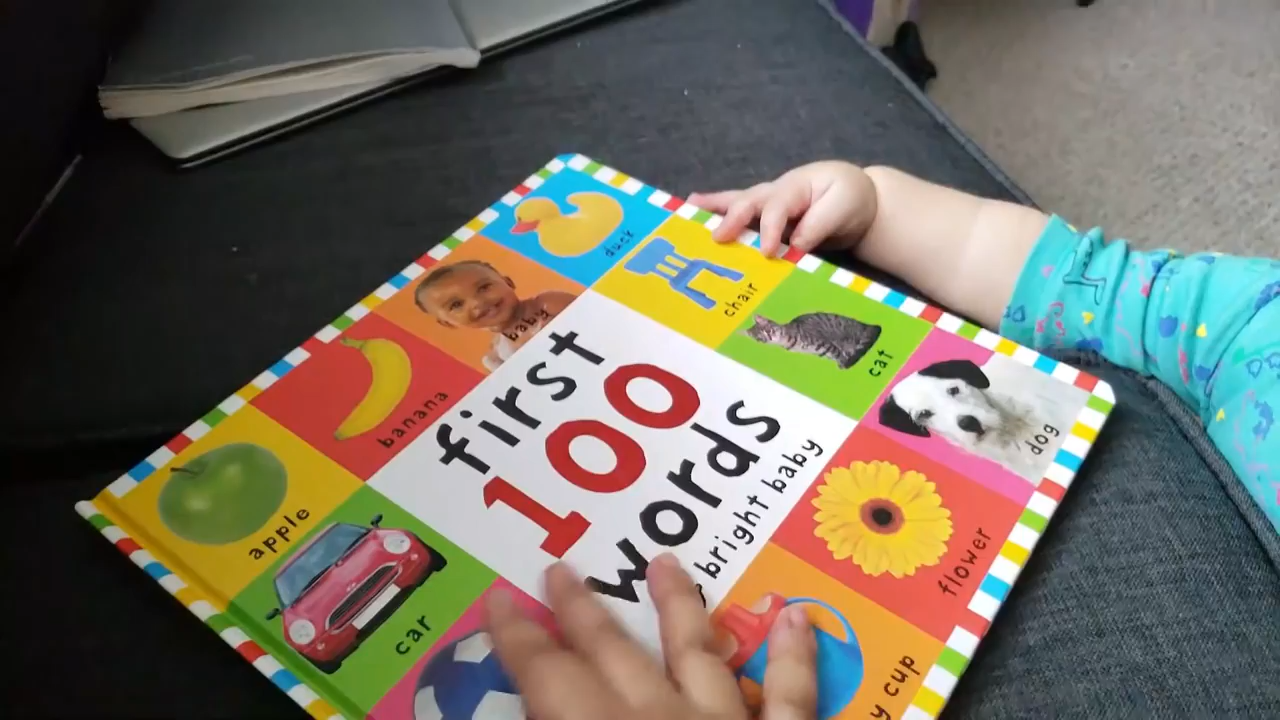 duck
baby
chair
banana
cat
apple
first
100
words
bright baby
dog
car
flower
cup